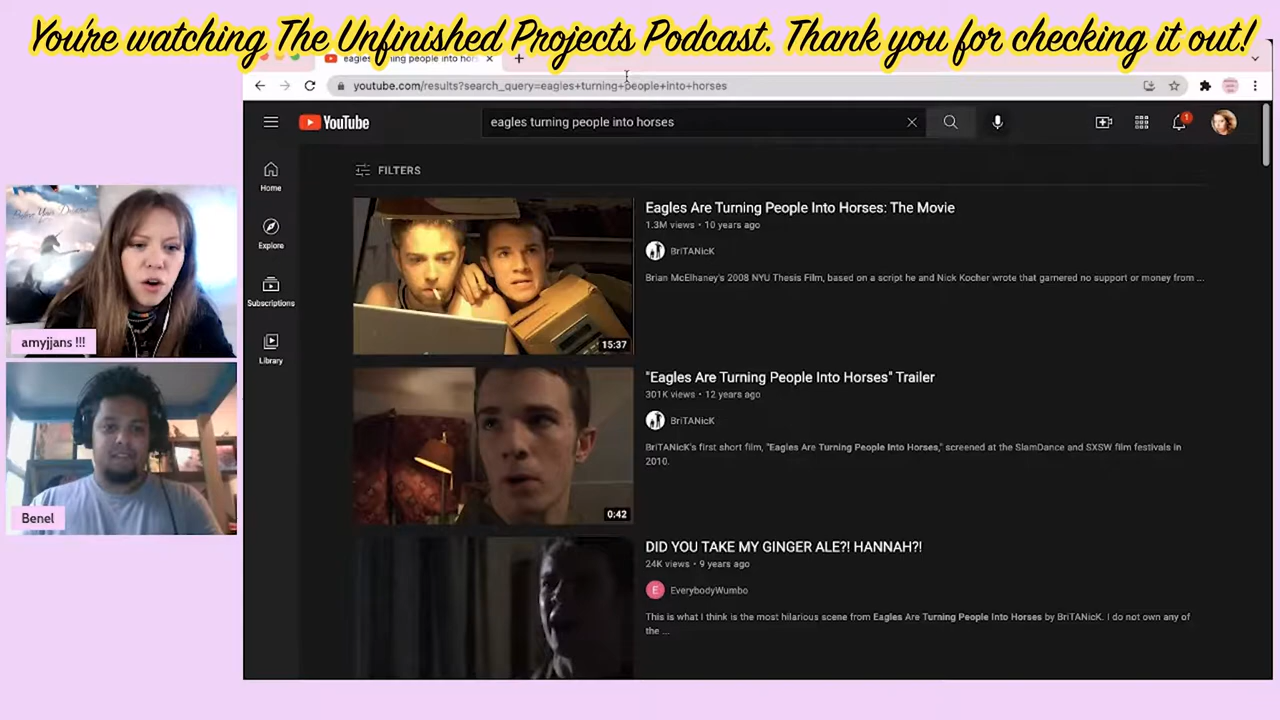 You're watching The Unfinished Projects Podcast. Thank you for checking it out!
youtube.com/results?search_query=eagles+turning+people+into+horses
YouTube
eagles turning people into horses
1
FILTERS
Home
Explore
Subscriptions
Library
Eagles Are Turning People Into Horses: The Movie
1.3M views • 10 years ago
BriTANicK
Brian McElhaney's 2008 NYU Thesis Film, based on a script he and Nick Kocher wrote that garnered no support or money from ...
15:37
"Eagles Are Turning People Into Horses" Trailer
301K views • 12 years ago
BriTANicK
BriTANicK's first short film, "Eagles Are Turning People Into Horses," screened at the SlamDance and SXSW film festivals in
2010.
0:42
DID YOU TAKE MY GINGER ALE?! HANNAH?!
24K views • 9 years ago
E
EverybodyWumbo
This is what I think is the most hilarious scene from Eagles Are Turning People Into Horses by BriTANicK. I do not own any of
the ...
amyjjans !!!
Benel